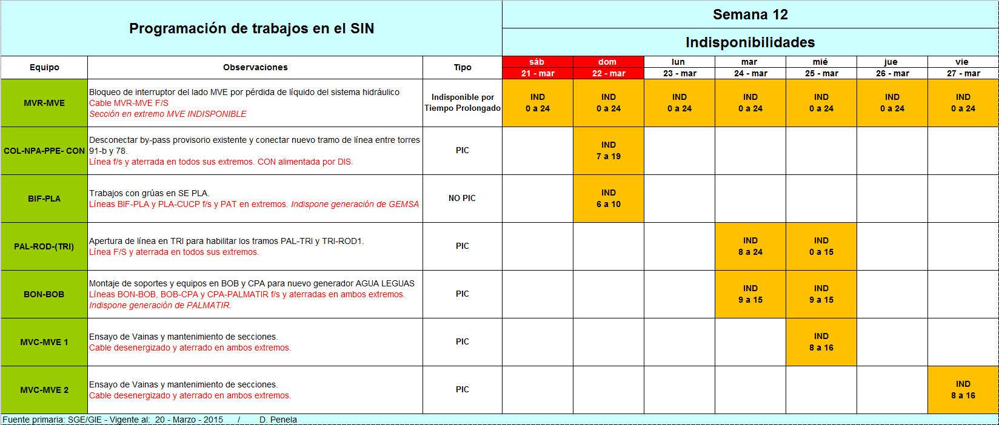 Programación de trabajos en el SIN
Semana 12
Indisponibilidades
Equipo
Observaciones
Tipo
sáb
dom
lun
mar
mié
jue
vie
21 - mar
22 - mar
23 - mar
24 - mar
25 - mar
26 - mar
27 - mar
MVR-MVE
Bloqueo de interruptor del lado MVE por pérdida de líquido del sistema hidráulico
Cable MVR-MVE F/S
Sección en extremo MVE INDISPONIBLE
Indisponible por
Tiempo Prolongado
IND
0 a 24
IND
0 a 24
IND
0 a 24
IND
0 a 24
IND
0 a 24
IND
0 a 24
IND
0 a 24
COL-NPA-PPE- CON
Desconectar by-pass provisorio existente y conectar nuevo tramo de línea entre torres
91-b y 78.
Línea f/s y aterrada en todos sus extremos. CON alimentada por DIS.
PIC
IND
7 a 19
BIF-PLA
Trabajos con grúas en SE PLA.
Líneas BIF-PLA y PLA-CUCP f/s y PAT en extremos. Indispone generación de GEMSA
NO PIC
IND
6 a 10
PAL-ROD-(TRI)
Apertura de línea en TRI para habilitar los tramos PAL-TRI y TRI-ROD1.
Línea F/S y aterrada en todos sus extremos.
PIC
IND
8 a 24
IND
0 a 15
BON-BOB
Montaje de soportes y equipos en BOB y CPA para nuevo generador AGUA LEGUAS
Líneas BON-BOB, BOB-CPA y CPA-PALMATIR f/s y aterradas en ambos extremos.
Indispone generación de PALMATIR.
PIC
IND
9 a 15
IND
9 a 15
MVC-MVE 1
Ensayo de Vainas y mantenimiento de secciones.
Cable desenergizado y aterrado en ambos extremos.
PIC
IND
8 a 16
MVC-MVE 2
Ensayo de Vainas y mantenimiento de secciones.
Cable desenergizado y aterrado en ambos extremos.
PIC
IND
8 a 16
Fuente primaria: SGE/GIE - Vigente al: 20 - Marzo - 2015 / D. Penela